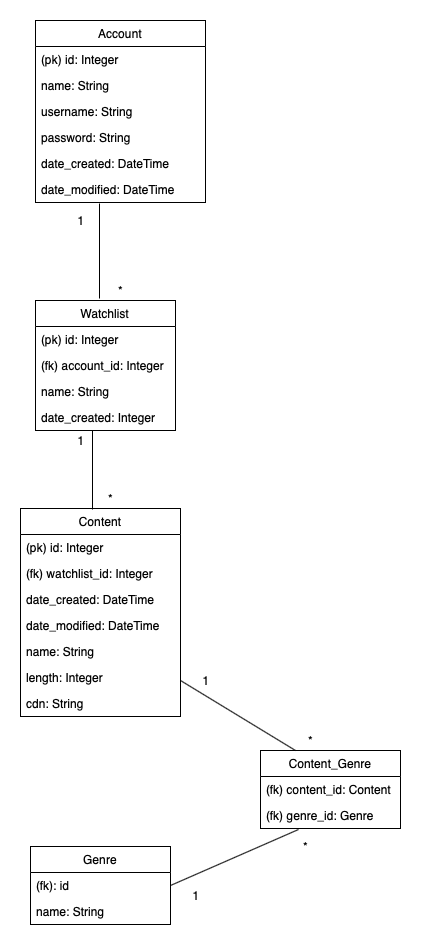 Account
(pk) id: Integer
name: String
username: String
password: String
date_created: DateTime
date_modified: DateTime
1
*
Watchlist
(pk) id: Integer
(fk) account_id: Integer
name: String
date_created: Integer
1
*
Content
(pk) id: Integer
(fk) watchlist_id: Integer
date_created: DateTime
date_modified: DateTime
name: String
length: Integer
cdn: String
1
*
Content_Genre
(fk) content_id: Content
(fk) genre_id: Genre
*
1
Genre
(fk): id
name: String